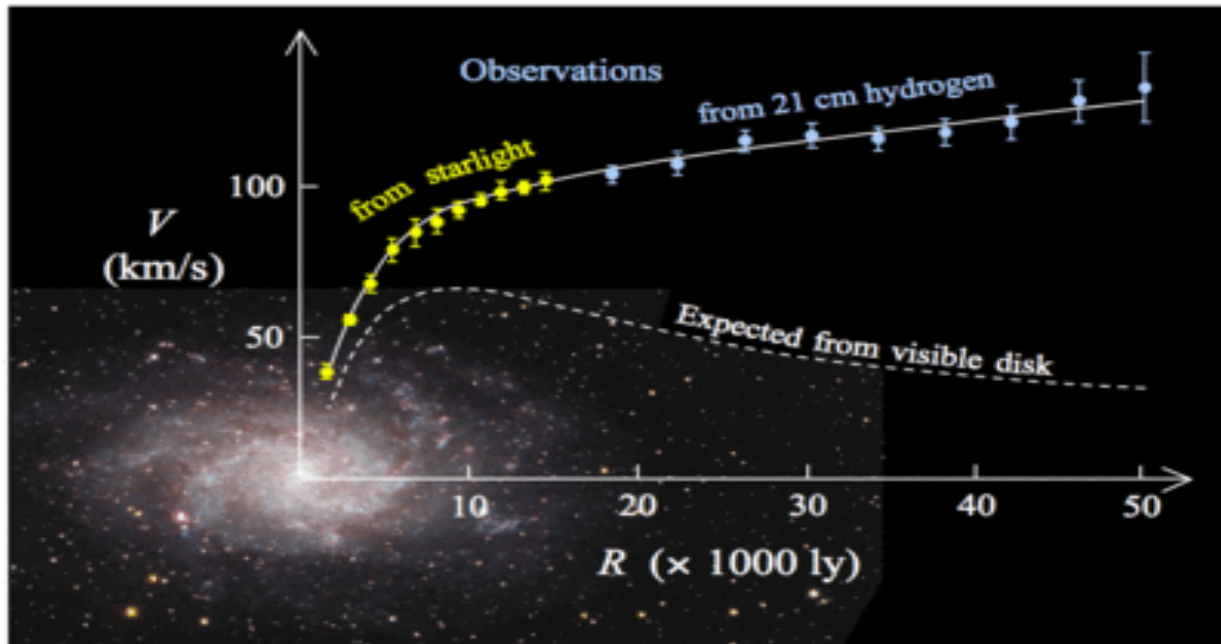 Observations
from 21 cm hydrogen
from starlight
100
V
(km/s)
50
Expected from visible disk
10 20 30 40 50
R (× 1000 ly)